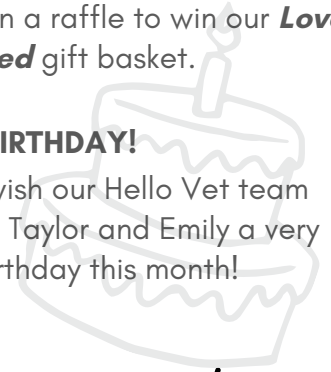 n a raffle to win our Lov
ed gift basket.
IRTHDAY!
vish our Hello Vet team
Taylor and Emily a very
rthday this month!